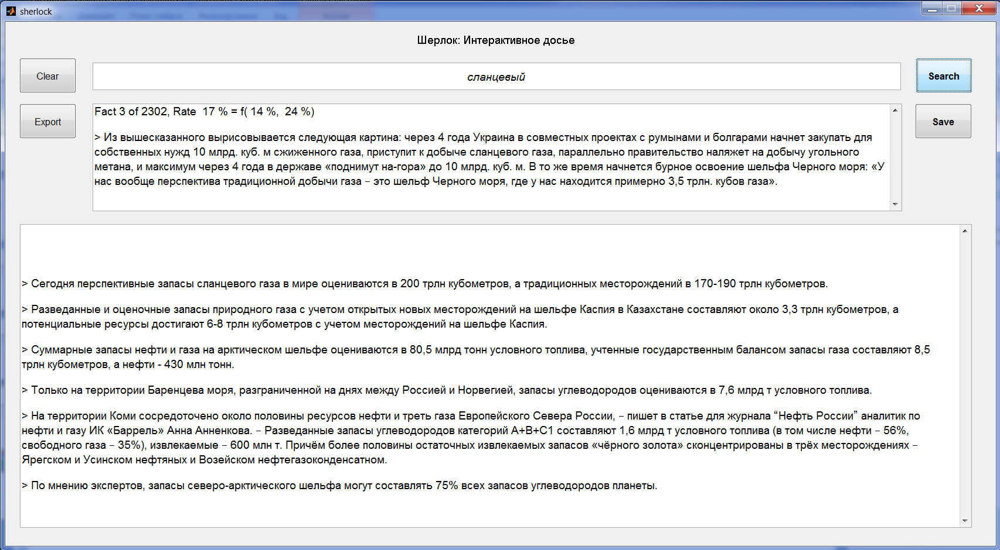 sherlock
Шерлок: Интерактивное досье
Clear
сланцевый
Search
Export
Fact 3 of 2302, Rate  17 % = f( 14 %,  24 %)
Save
> Из вышесказанного вырисовывается следующая картина: через 4 года Украина в совместных проектах с румынами и болгарами начнет закупать для
собственных нужд 10 млрд. куб. м сжиженного газа, приступит к добыче сланцевого газа, параллельно правительство наляжет на добычу угольного
метана, и максимум через 4 года в державе «поднимут на-гора» до 10 млрд. куб. м. В то же время начнется бурное освоение шельфа Черного моря: «У
нас вообще перспектива традиционной добычи газа – это шельф Черного моря, где у нас находится примерно 3,5 трлн. кубов газа».
> Сегодня перспективные запасы сланцевого газа в мире оцениваются в 200 трлн кубометров, а традиционных месторождений в 170-190 трлн кубометров.
> Разведанные и оценочные запасы природного газа с учетом открытых новых месторождений на шельфе Каспия в Казахстане составляют около 3,3 трлн кубометров, а
потенциальные ресурсы достигают 6-8 трлн кубометров с учетом месторождений на шельфе Каспия.
> Суммарные запасы нефти и газа на арктическом шельфе оцениваются в 80,5 млрд тонн условного топлива, учтенные государственным балансом запасы газа составляют 8,5
трлн кубометров, а нефти - 430 млн тонн.
> Только на территории Баренцева моря, разграниченной на днях между Россией и Норвегией, запасы углеводородов оцениваются в 7,6 млрд т условного топлива.
> На территории Коми сосредоточено около половины ресурсов нефти и треть газа Европейского Севера России, – пишет в статье для журнала “Нефть России” аналитик по
нефти и газу ИК «Баррель» Анна Анненкова. – Разведанные запасы углеводородов категорий А+В+С1 составляют 1,6 млрд т условного топлива (в том числе нефти – 56%,
свободного газа – 35%), извлекаемые – 600 млн т. Причём более половины остаточных извлекаемых запасов «чёрного золота» сконцентрированы в трёх месторождениях –
Ярегском и Усинском нефтяных и Возейском нефтегазоконденсатном.
> По мнению экспертов, запасы северо-арктического шельфа могут составлять 75% всех запасов углеводородов планеты.